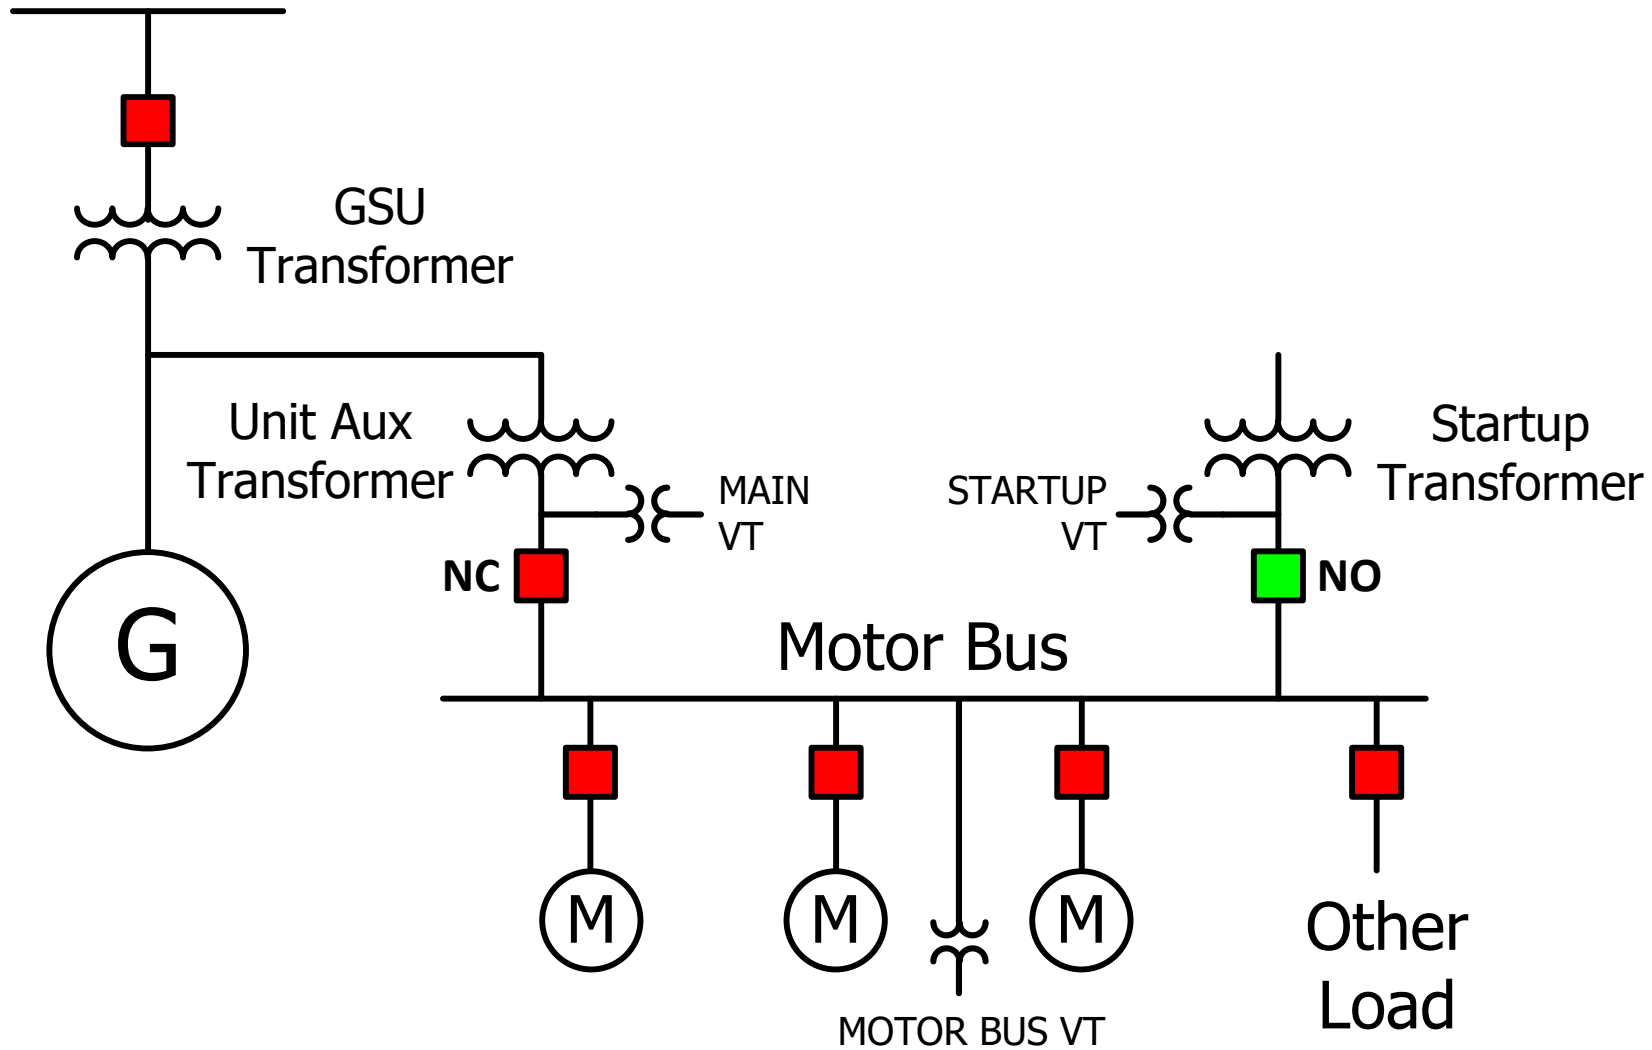 GSU
Transformer
Unit Aux
Transformer
MAIN
VT
STARTUP
VT
Startup
Transformer
NC
NO
G
Motor Bus
M
M
M
Other
Load
MOTOR BUS VT